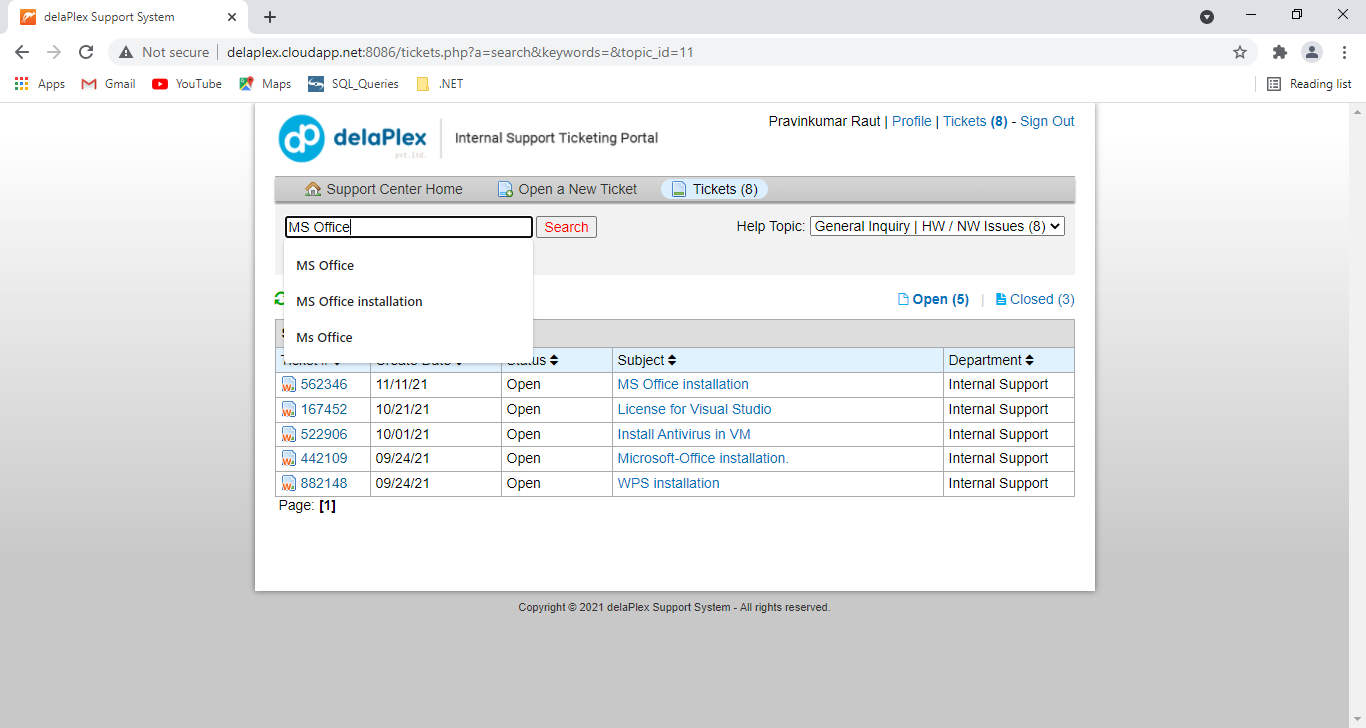 delaPlex Support System
Not secure | delaplex.cloudapp.net:8086/tickets.php?a=search&keywords=&topic_id=11
Apps Gmail YouTube Maps SQL_Queries .NET Reading list
delaPlex pvt.ltd. Internal Support Ticketing Portal
Pravinkumar Raut | Profile | Tickets (8) - Sign Out
Support Center Home Open a New Ticket Tickets (8)
MS Office Search Help Topic: General Inquiry | HW / NW Issues (8)
MS Office
MS Office installation
Ms Office
Open (5) | Closed (3)
Ticket # Create Date Status Subject Department
562346 11/11/21 Open MS Office installation Internal Support
167452 10/21/21 Open License for Visual Studio Internal Support
522906 10/01/21 Open Install Antivirus in VM Internal Support
442109 09/24/21 Open Microsoft-Office installation. Internal Support
882148 09/24/21 Open WPS installation Internal Support
Page: [1]
Copyright © 2021 delaPlex Support System - All rights reserved.